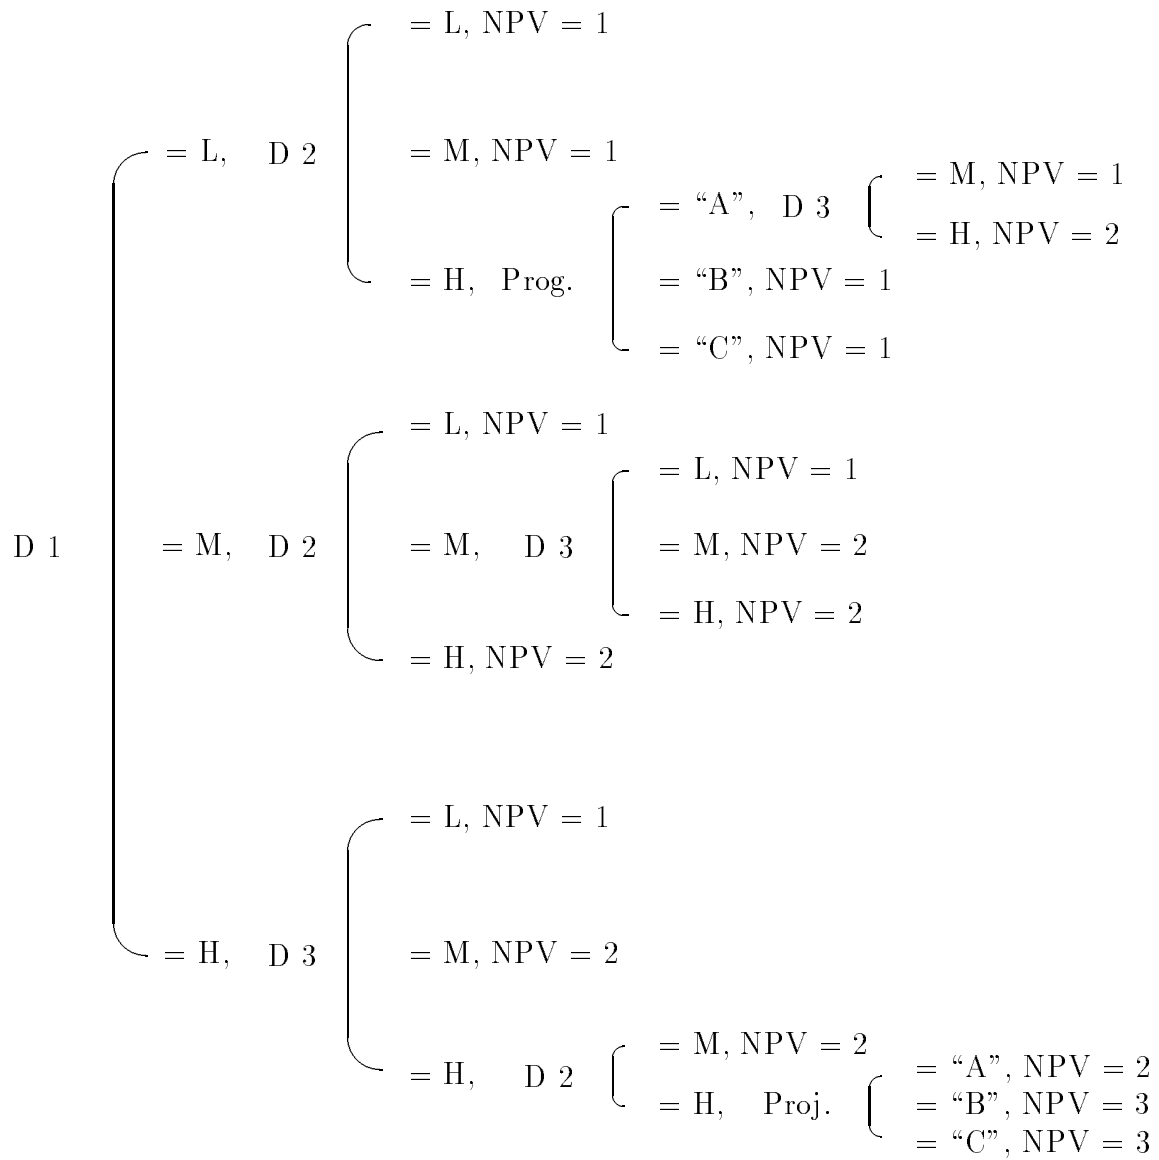 = L, NPV = 1
= L, D 2 = M, NPV = 1
= M, NPV = 1
= “A”, D 3
= H, NPV = 2
= H, Prog. = “B”, NPV = 1
= “C”, NPV = 1
= L, NPV = 1
= L, NPV = 1
D 1 = M, D 2 = M, D 3 = M, NPV = 2
= H, NPV = 2
= H, NPV = 2
= L, NPV = 1
= H, D 3 = M, NPV = 2
= M, NPV = 2
= “A”, NPV = 2
= H, D 2
= H, Proj. = “B”, NPV = 3
= “C”, NPV = 3